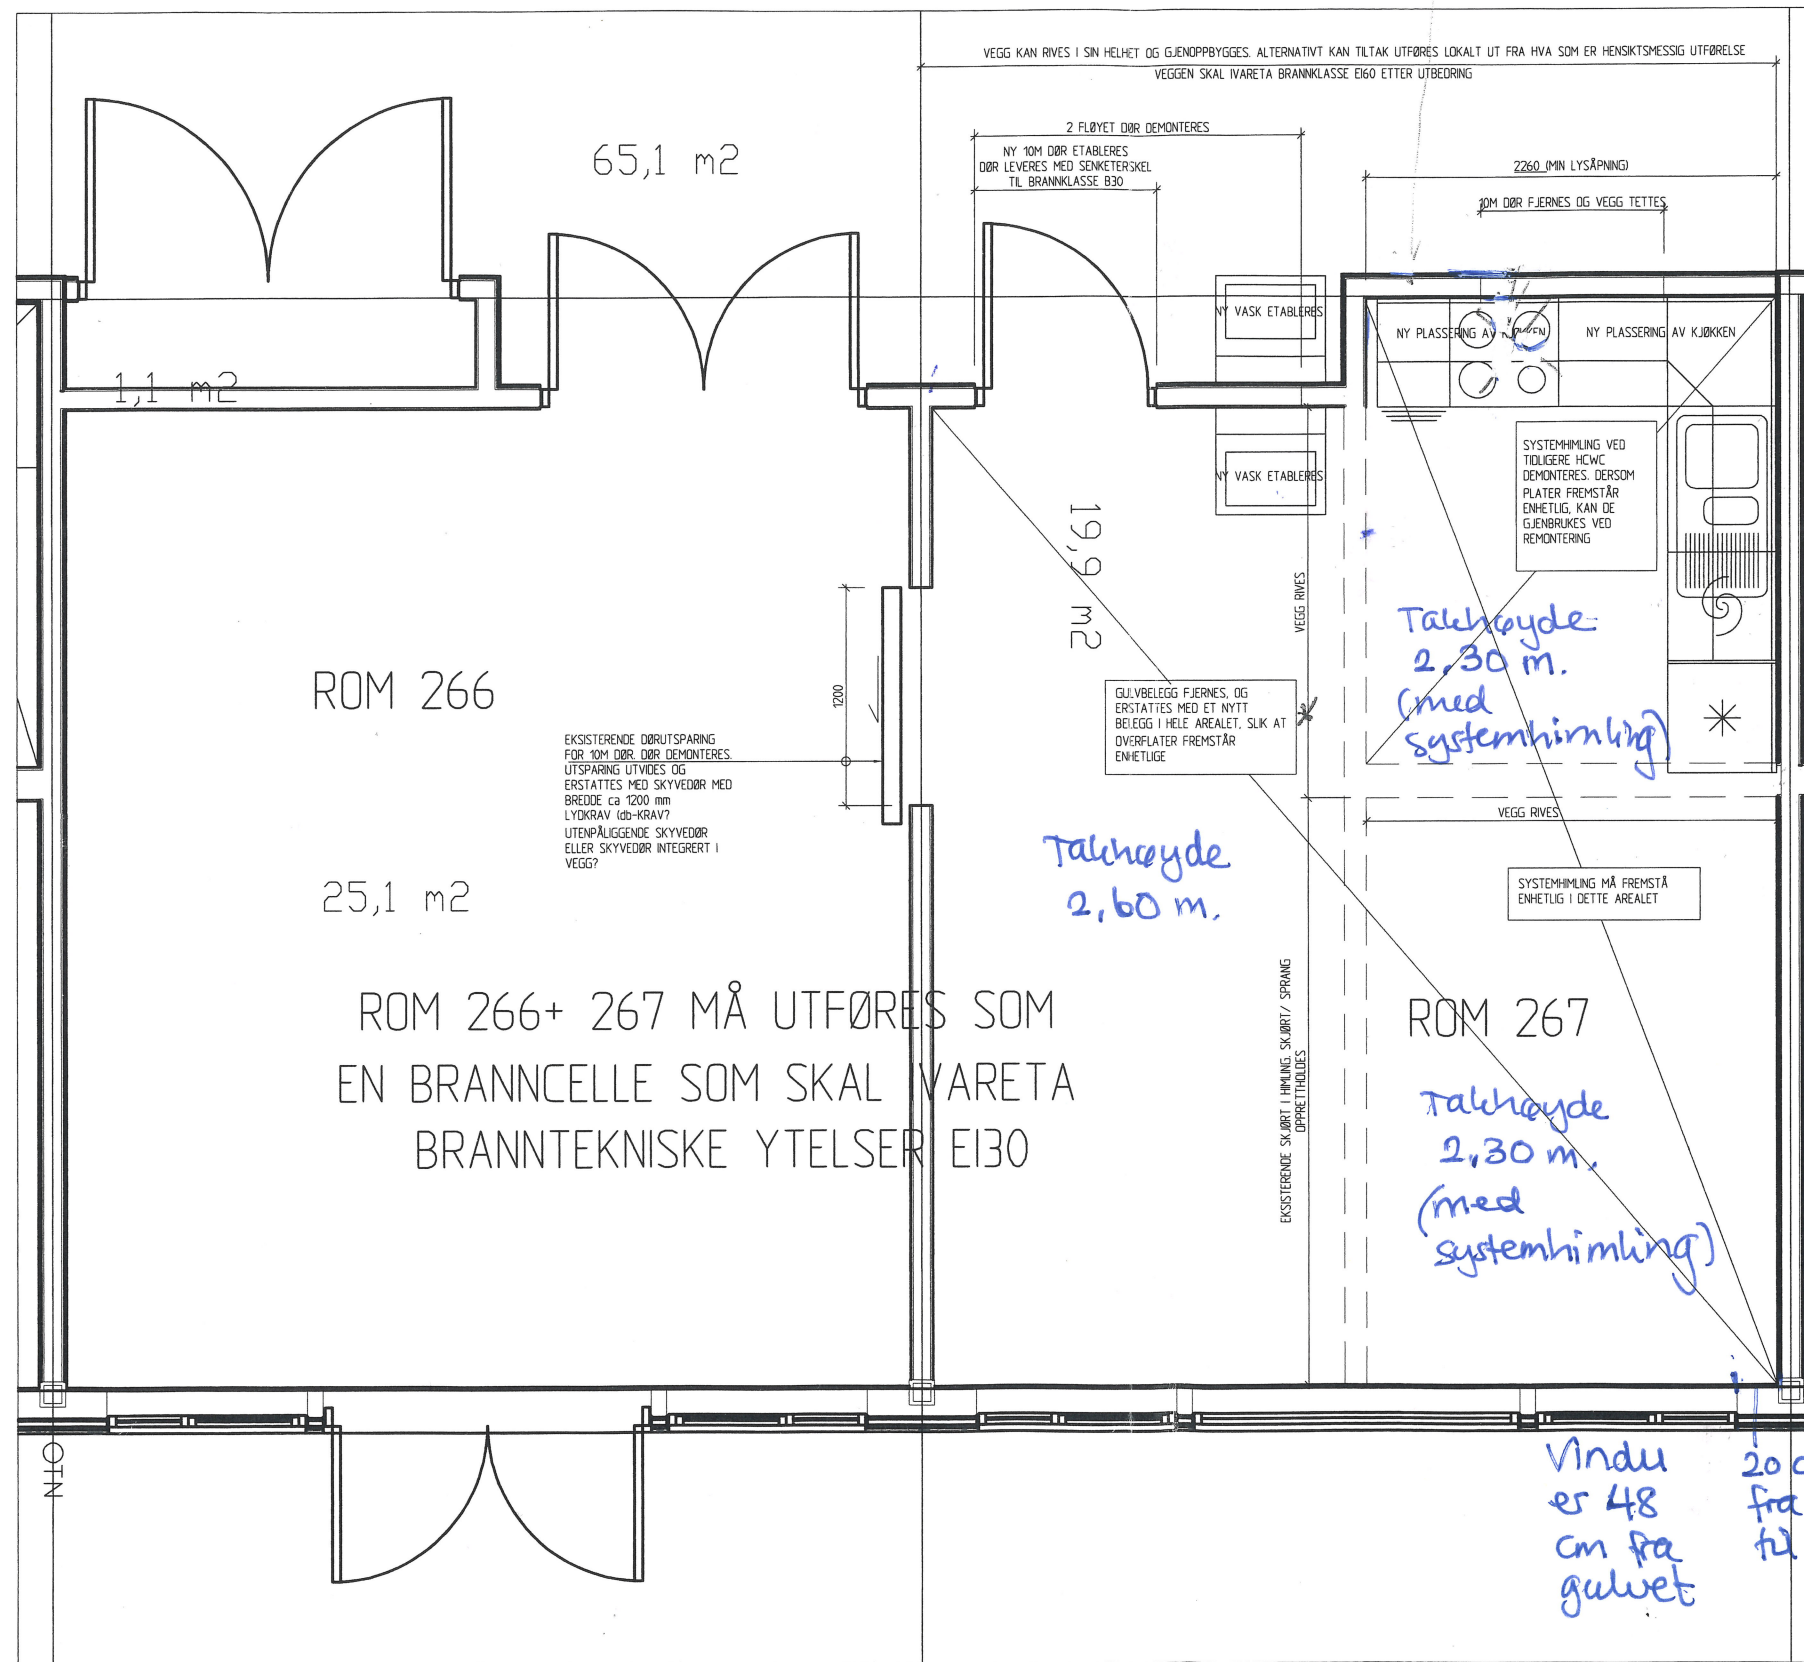 VEGG KAN RIVES I SIN HELHET OG GJENOPPBYGGES. ALTERNATIVT KAN TILTAK UTFØRES LOKALT UT FRA HVA SOM ER HENSIKTSMESSIG UTFØRELSE
VEGGEN SKAL IVARETA BRANNKLASSE EI60 ETTER UTBEDRING
2 FLØYET DØR DEMONTERES
65,1 m2
NY 10M DØR ETABLERES
DØR LEVERES MED SENKETERSKEL
TIL BRANNKLASSE B30
2260 (MIN LYSÅPNING)
10M DØR FJERNES OG VEGG TETTES
NY VASK ETABLERES
NY PLASSERING AV
NY PLASSERING AV KJØKKEN
1,1 m2
SYSTEMHIMLING VED
TIDLIGERE HCWC
DEMONTERES. DERSOM
PLATER FREMSTÅR
ENHETLIG, KAN DE
GJENBRUKES VED
REMONTERING
NY VASK ETABLERES
19,9 m2
VEGG RIVES
Takhøyde
2,30 m.
(med
systemhimling)
ROM 266
1200
GULVBELEGG FJERNES, OG
ERSTATTES MED ET NYTT
BELEGG I HELE AREALET, SLIK AT
OVERFLATER FREMSTÅR
ENHETLIGE
EKSISTERENDE DØRUTSPARING
FOR 10M DØR. DØR DEMONTERES.
UTSPARING UTVIDES OG
ERSTATTES MED SKYVEDØR MED
BREDDE ca 1200 mm
LYDKRAV (db-KRAV?
UTENPÅLIGGENDE SKYVEDØR
ELLER SKYVEDØR INTEGRERT I
VEGG?
VEGG RIVES
Takhøyde
2,60 m.
25,1 m2
SYSTEMHIMLING MÅ FREMSTÅ
ENHETLIG I DETTE AREALET
EKSISTERENDE SKJØRT I HIMLING. SKJØRT/ SPRANG
OPPRETTHOLDES
ROM 267
ROM 266+ 267 MÅ UTFØRES SOM
EN BRANNCELLE SOM SKAL IVARETA
BRANNTEKNISKE YTELSER EI30
Takhøyde
2,30 m.
(med
systemhimling)
NTO
Vindu
er 48
cm fra
gulvet
20 c
fra
til